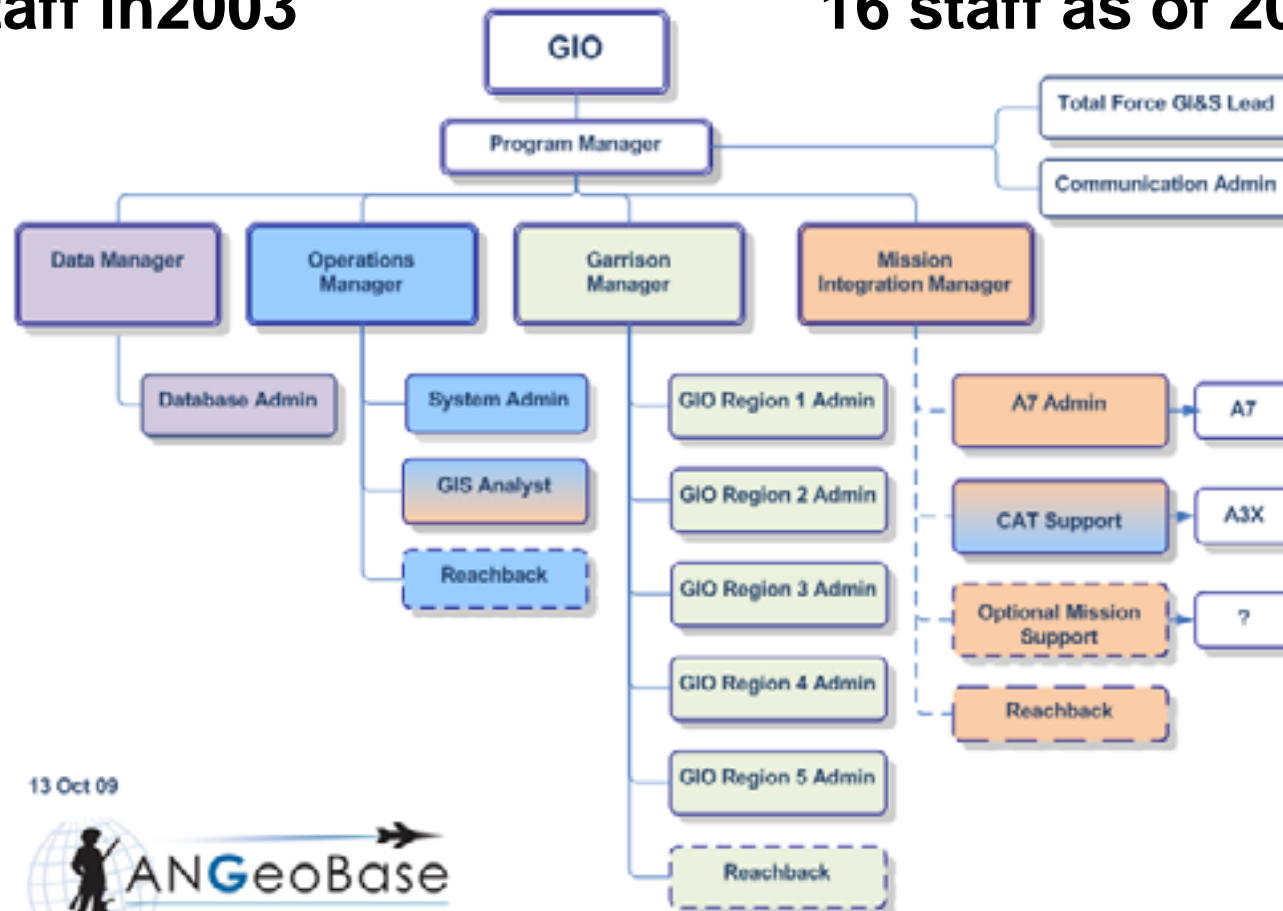 taff in2003
16 staff as of 20
GIO
Program Manager
Total Force GI&S Lead
Communication Admin
Data Manager
Operations
Manager
Garrison
Manager
Mission
Integration Manager
Database Admin
System Admin
GIS Analyst
Reachback
GIO Region 1 Admin
GIO Region 2 Admin
GIO Region 3 Admin
GIO Region 4 Admin
GIO Region 5 Admin
Reachback
A7 Admin
A7
CAT Support
A3X
Optional Mission
Support
?
Reachback
13 Oct 09
ANGeoBase